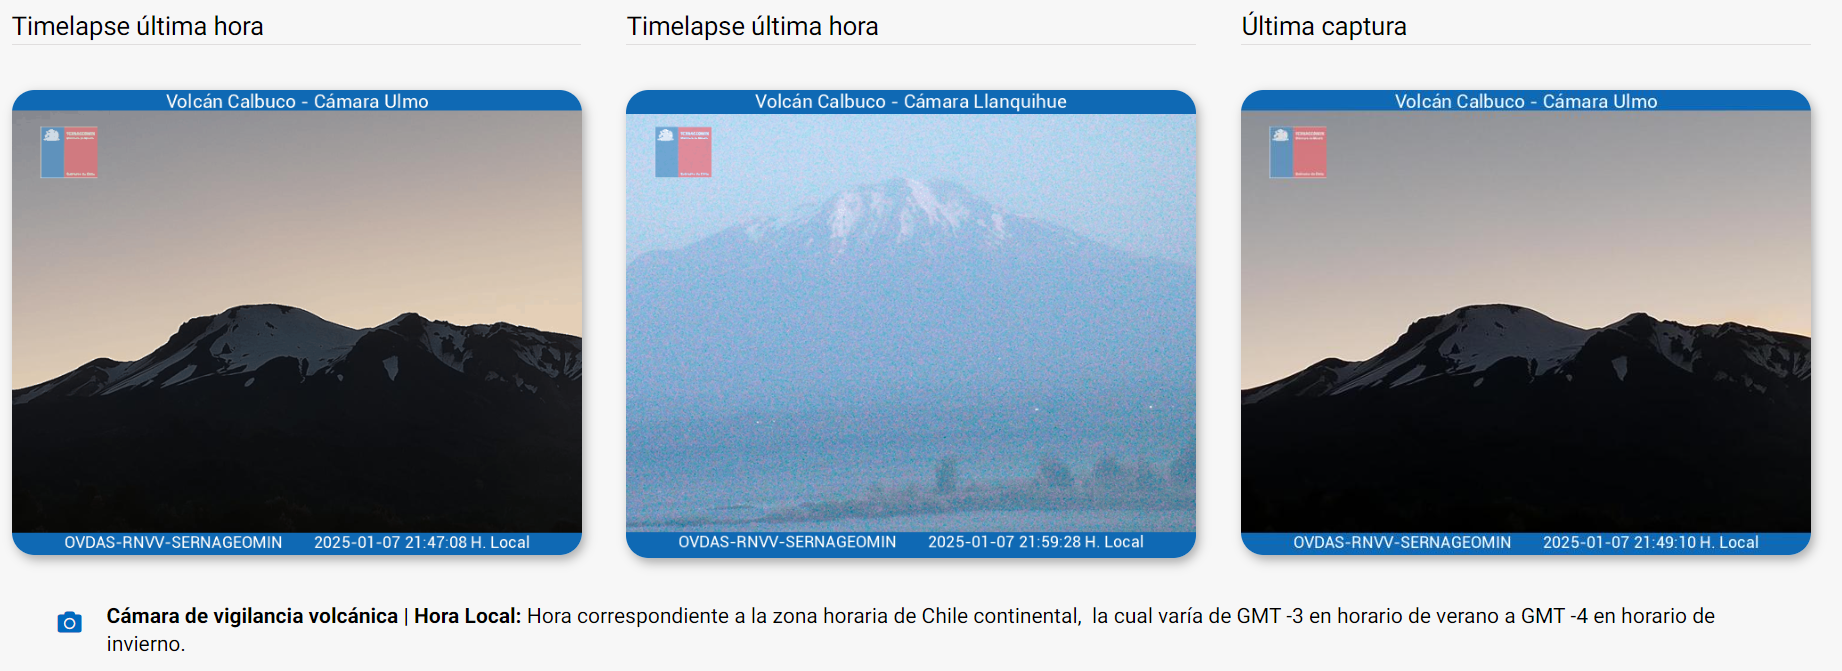 Timelapse última hora
Timelapse última hora
Última captura
Volcán Calbuco - Cámara Ulmo
Volcán Calbuco - Cámara Llanquihue
Volcán Calbuco - Cámara Ulmo
OVDAS-RNVV-SERNAGEOMIN 2025-01-07 21:47:08 H. Local
OVDAS-RNVV-SERNAGEOMIN 2025-01-07 21:59:28 H. Local
OVDAS-RNVV-SERNAGEOMIN 2025-01-07 21:49:10 H. Local
Cámara de vigilancia volcánica | Hora Local: Hora correspondiente a la zona horaria de Chile continental, la cual varía de GMT -3 en horario de verano a GMT -4 en horario de
invierno.